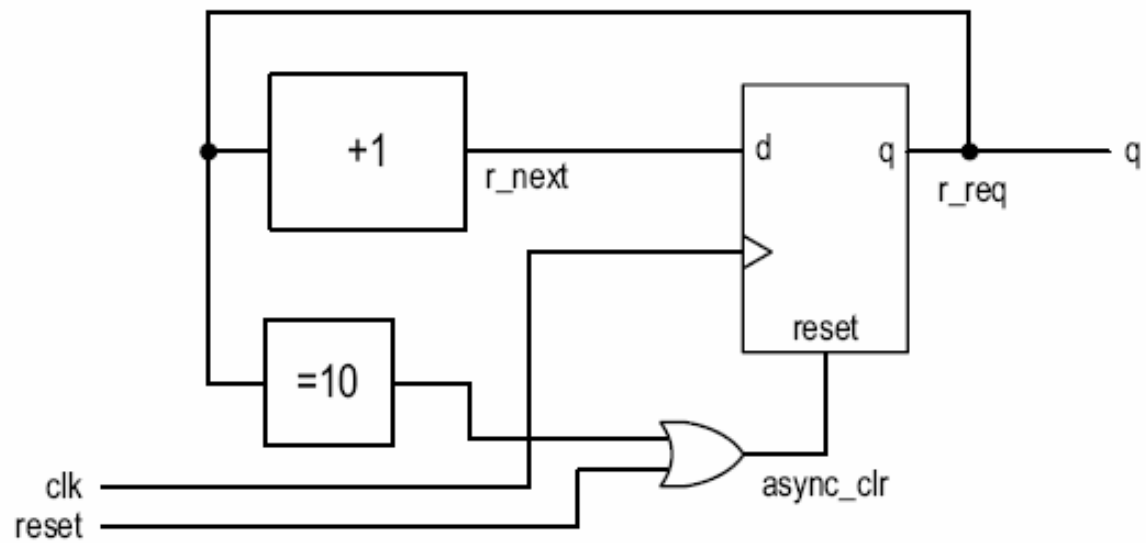 +1
r_next
d
q
r_req
q
reset
=10
clk
reset
async_clr